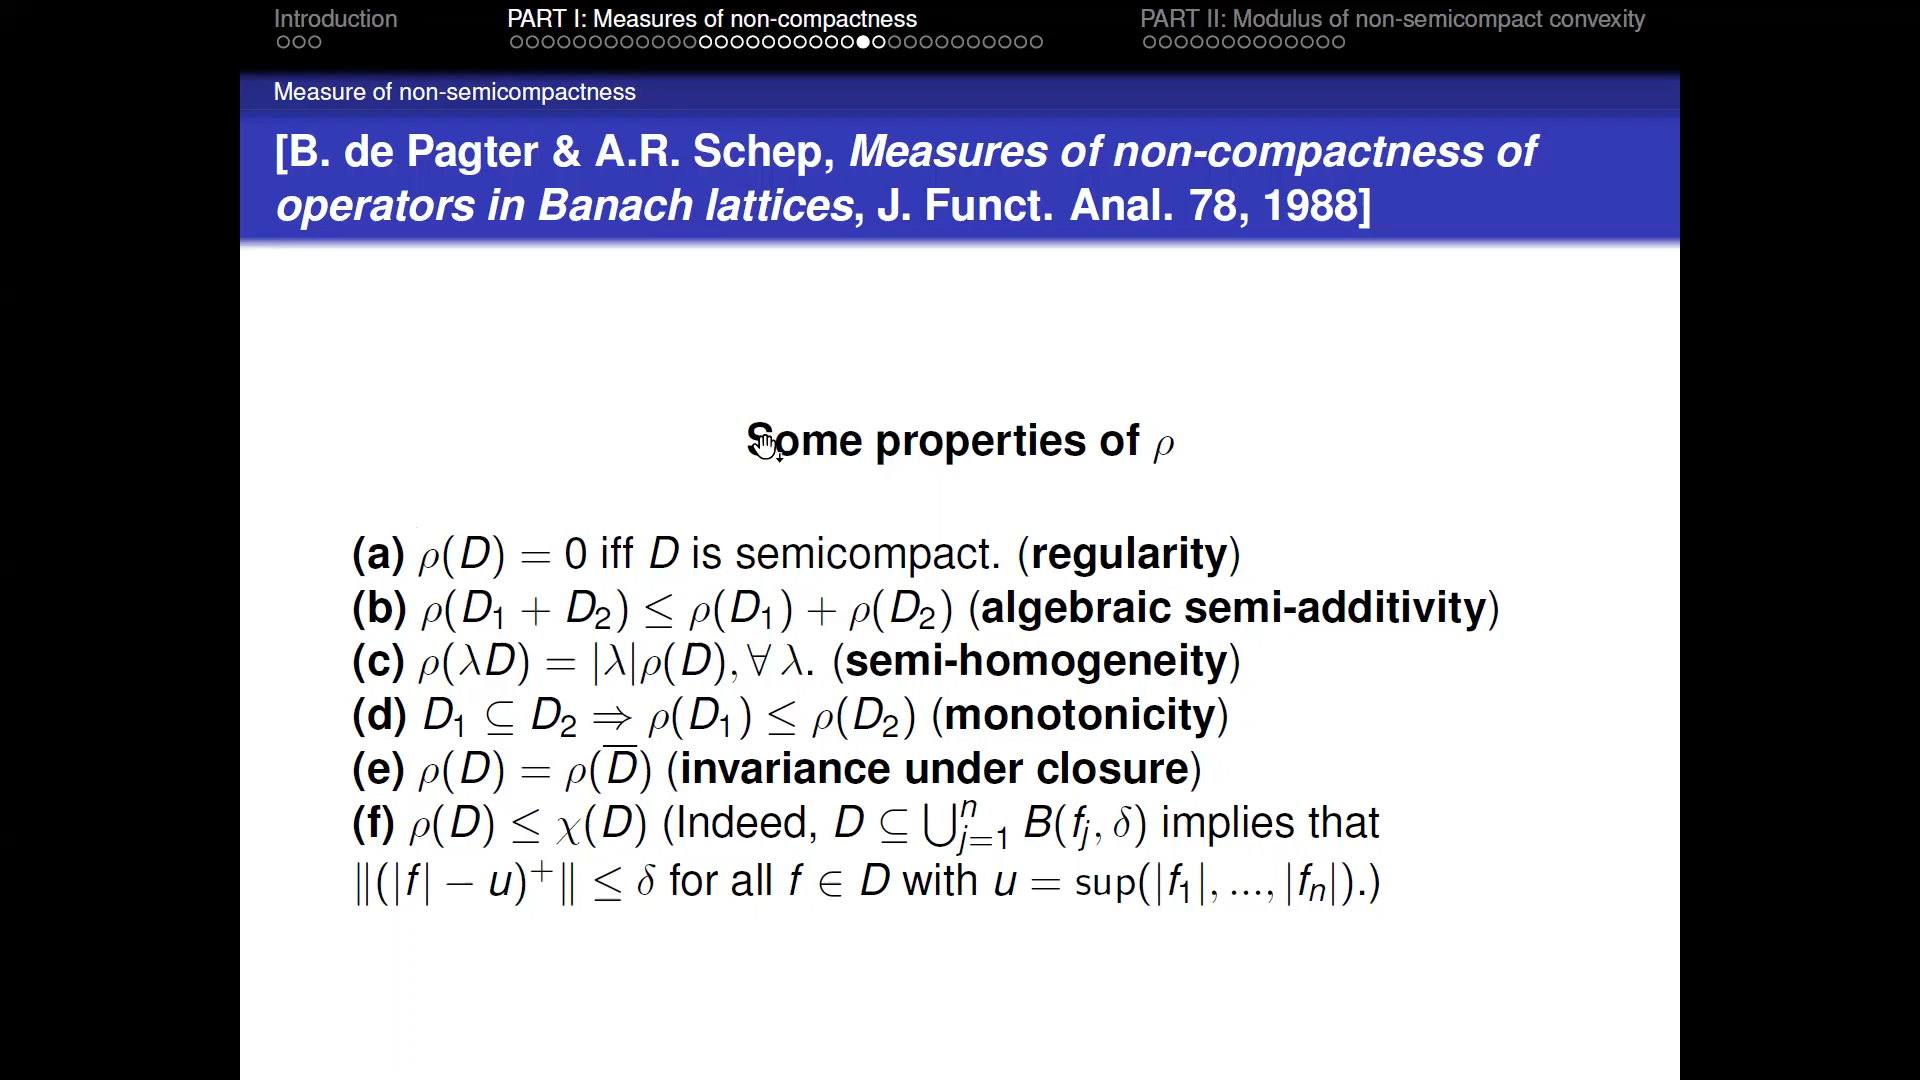 Introduction
PART I: Measures of non-compactness
PART II: Modulus of non-semicompact convexity
Measure of non-semicompactness
[B. de Pagter & A.R. Schep, Measures of non-compactness of
operators in Banach lattices, J. Funct. Anal. 78, 1988]
Some properties of ρ
(a) ρ(D) = 0 iff D is semicompact. (regularity)
(b) ρ(D₁ + D₂) ≤ ρ(D₁) + ρ(D₂) (algebraic semi-additivity)
(c) ρ(λD) = |λ|ρ(D), ∀ λ. (semi-homogeneity)
(d) D₁ ⊆ D₂ ⇒ ρ(D₁) ≤ ρ(D₂) (monotonicity)
(e) ρ(D) = ρ(D̅) (invariance under closure)
(f) ρ(D) ≤ χ(D) (Indeed, D ⊆ ⋃ⁿⱼ₌₁ B(fⱼ, δ) implies that
‖(|f| − u)⁺‖ ≤ δ for all f ∈ D with u = sup(|f₁|, ..., |fₙ|).)